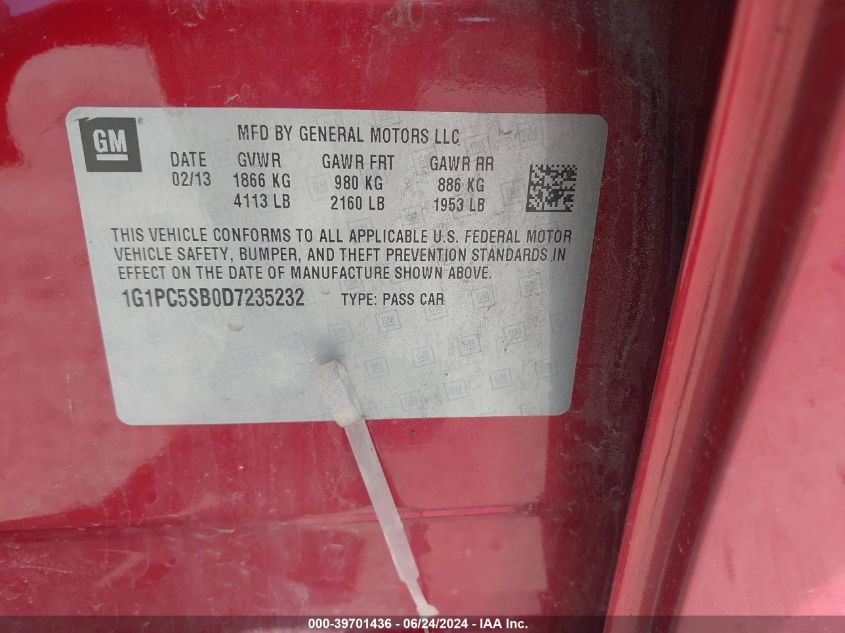 GM
MFD BY GENERAL MOTORS LLC
DATE GVWR GAWR FRT GAWR RR
02/13 1866 KG 980 KG 886 KG
4113 LB 2160 LB 1953 LB
THIS VEHICLE CONFORMS TO ALL APPLICABLE U.S. FEDERAL MOTOR
VEHICLE SAFETY, BUMPER, AND THEFT PREVENTION STANDARDS IN
EFFECT ON THE DATE OF MANUFACTURE SHOWN ABOVE.
1G1PC5SB0D7235232 TYPE: PASS CAR
000-39701436 - 06/24/2024 - IAA Inc.